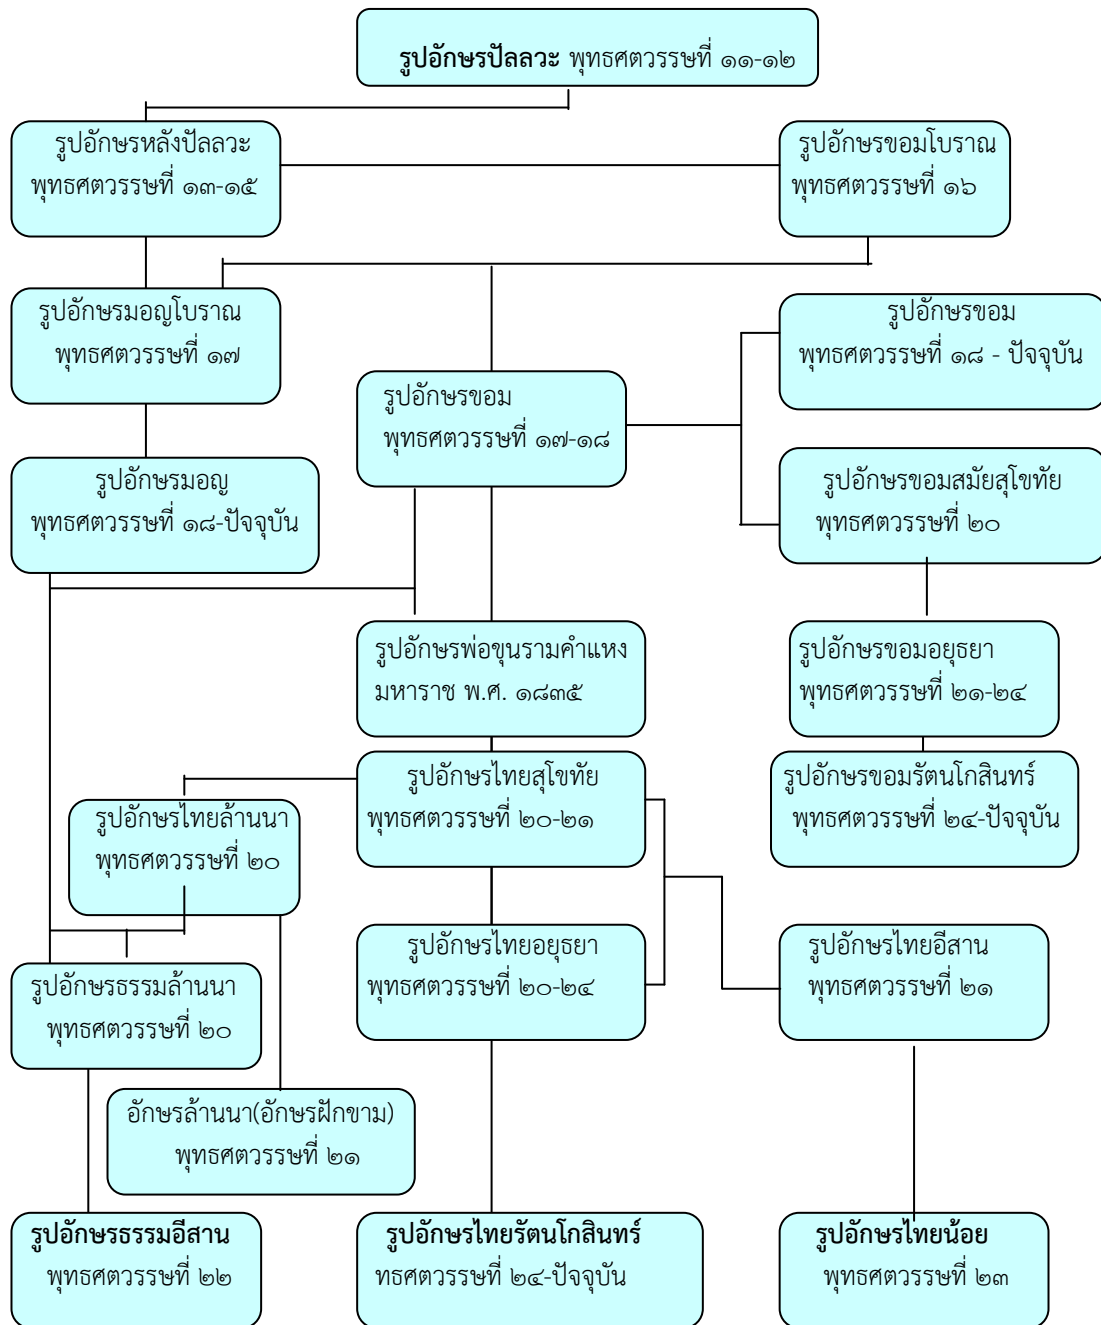 รูปอักษรปัลลวะ พุทธศตวรรษที่ ๑๑-๑๒
รูปอักษรหลังปัลลวะ
พุทธศตวรรษที่ ๑๓-๑๕
รูปอักษรขอมโบราณ
พุทธศตวรรษที่ ๑๖
รูปอักษรมอญโบราณ
พุทธศตวรรษที่ ๑๗
รูปอักษรขอม
พุทธศตวรรษที่ ๑๘ - ปัจจุบัน
รูปอักษรขอม
พุทธศตวรรษที่ ๑๗-๑๘
รูปอักษรมอญ
พุทธศตวรรษที่ ๑๘-ปัจจุบัน
รูปอักษรขอมสมัยสุโขทัย
พุทธศตวรรษที่ ๒๐
รูปอักษรพ่อขุนรามคำแหง
มหาราช พ.ศ. ๑๘๓๕
รูปอักษรขอมอยุธยา
พุทธศตวรรษที่ ๒๑-๒๔
รูปอักษรไทยสุโขทัย
พุทธศตวรรษที่ ๒๐-๒๑
รูปอักษรขอมรัตนโกสินทร์
พุทธศตวรรษที่ ๒๔-ปัจจุบัน
รูปอักษรไทยล้านนา
พุทธศตวรรษที่ ๒๐
รูปอักษรไทยอยุธยา
พุทธศตวรรษที่ ๒๐-๒๔
รูปอักษรไทยอีสาน
พุทธศตวรรษที่ ๒๑
รูปอักษรธรรมล้านนา
พุทธศตวรรษที่ ๒๐
อักษรล้านนา(อักษรฝักขาม)
พุทธศตวรรษที่ ๒๑
รูปอักษรธรรมอีสาน
พุทธศตวรรษที่ ๒๒
รูปอักษรไทยรัตนโกสินทร์
ทธศตวรรษที่ ๒๔-ปัจจุบัน
รูปอักษรไทยน้อย
พุทธศตวรรษที่ ๒๓